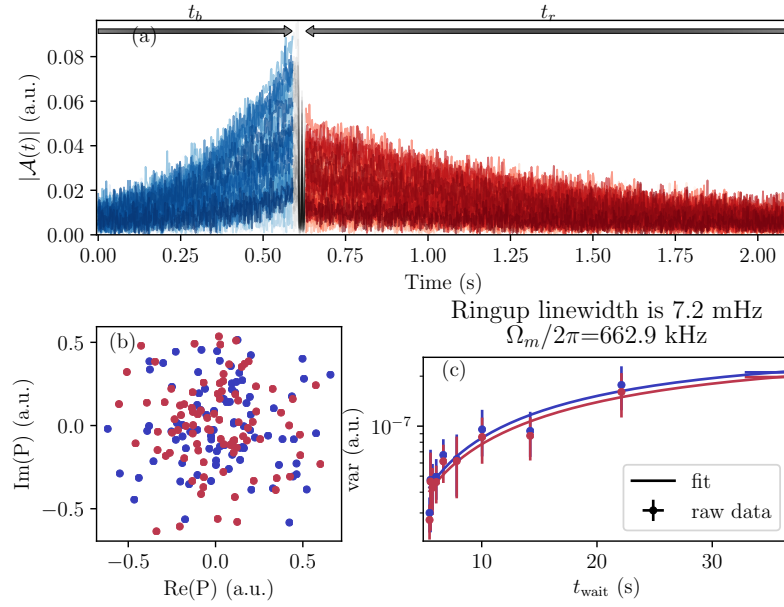 t_b
t_r
(a)
0.08
0.06
0.04
0.02
0.00
|𝒜(t)| (a.u.)
0.00 0.25 0.50 0.75 1.00 1.25 1.50 1.75 2.00
Time (s)
Ringup linewidth is 7.2 mHz
Ω_m/2π=662.9 kHz
(b)
0.5
0.0
−0.5
Im(P) (a.u.)
−0.5 0.0 0.5
Re(P) (a.u.)
(c)
10^−7
var (a.u.)
fit
raw data
10 20 30
t_wait (s)